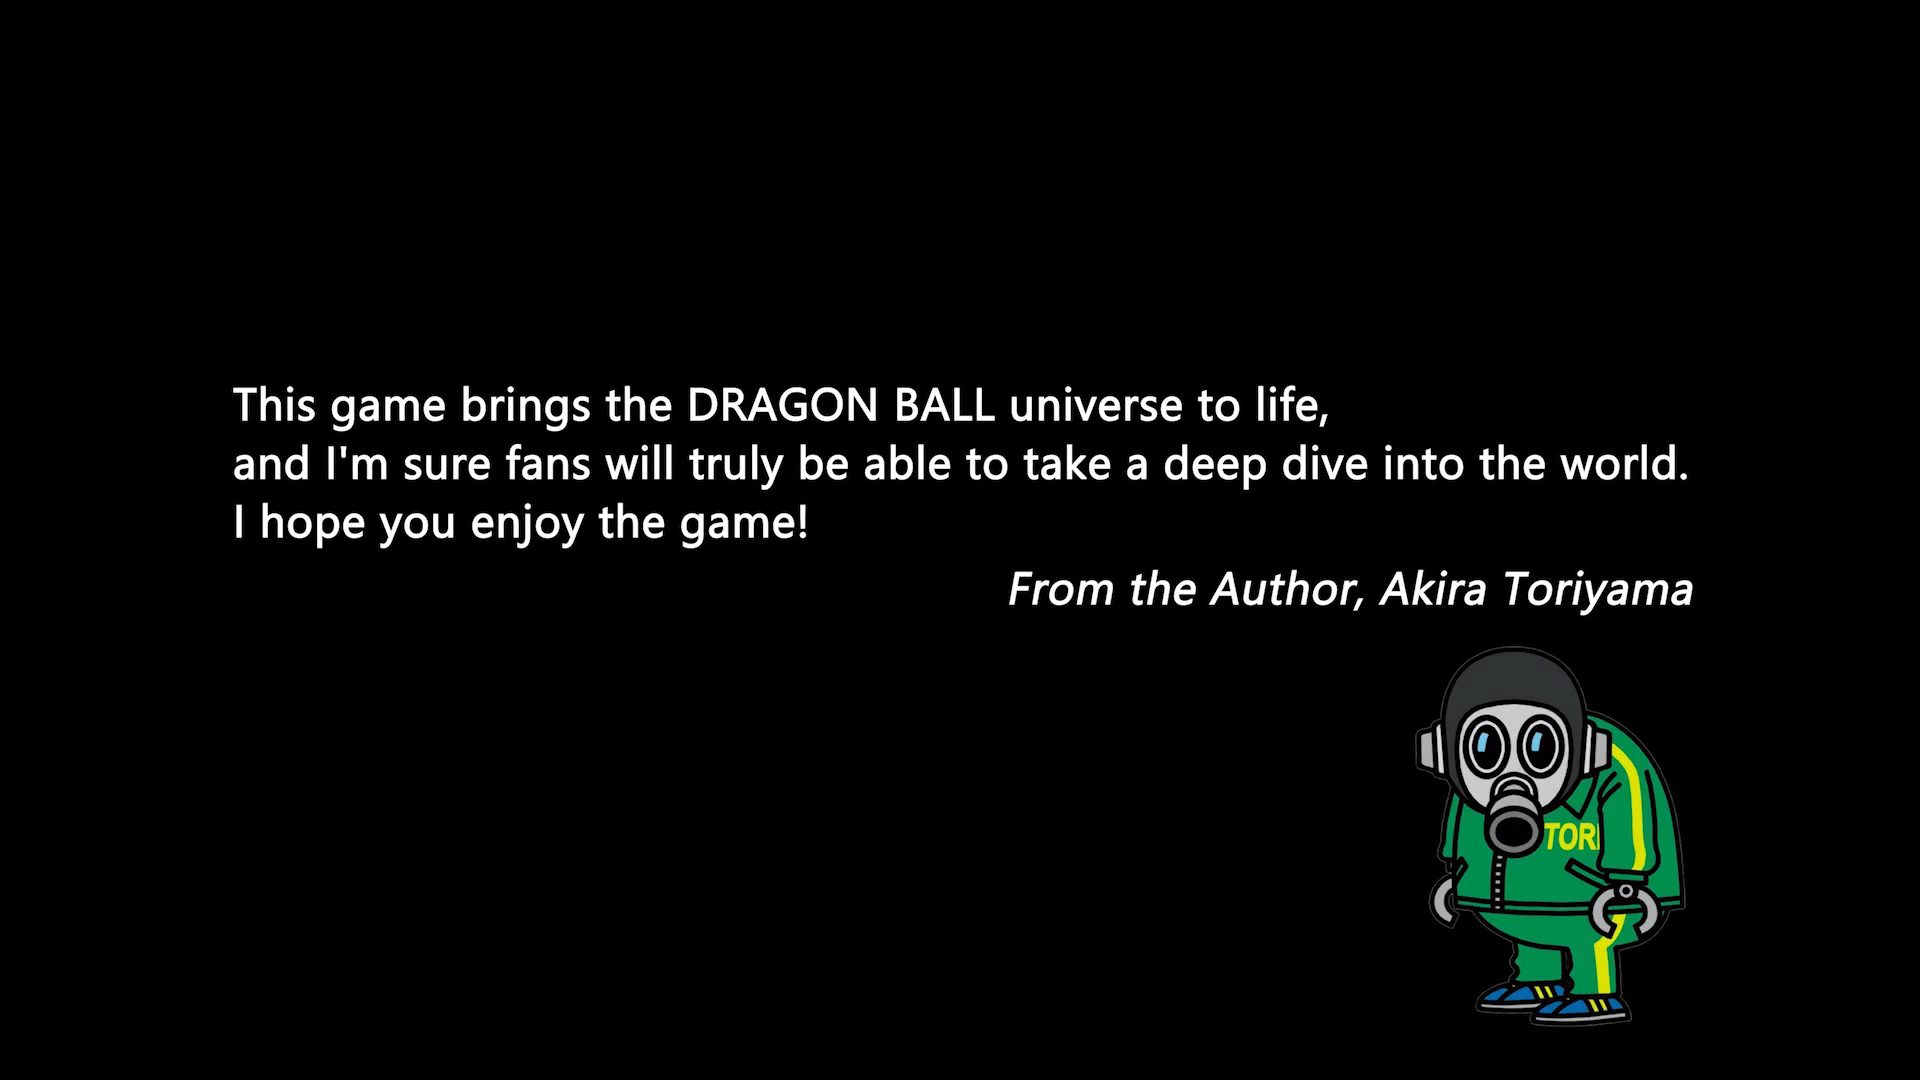 This game brings the DRAGON BALL universe to life,
and I'm sure fans will truly be able to take a deep dive into the world.
I hope you enjoy the game!
From the Author, Akira Toriyama
TORI